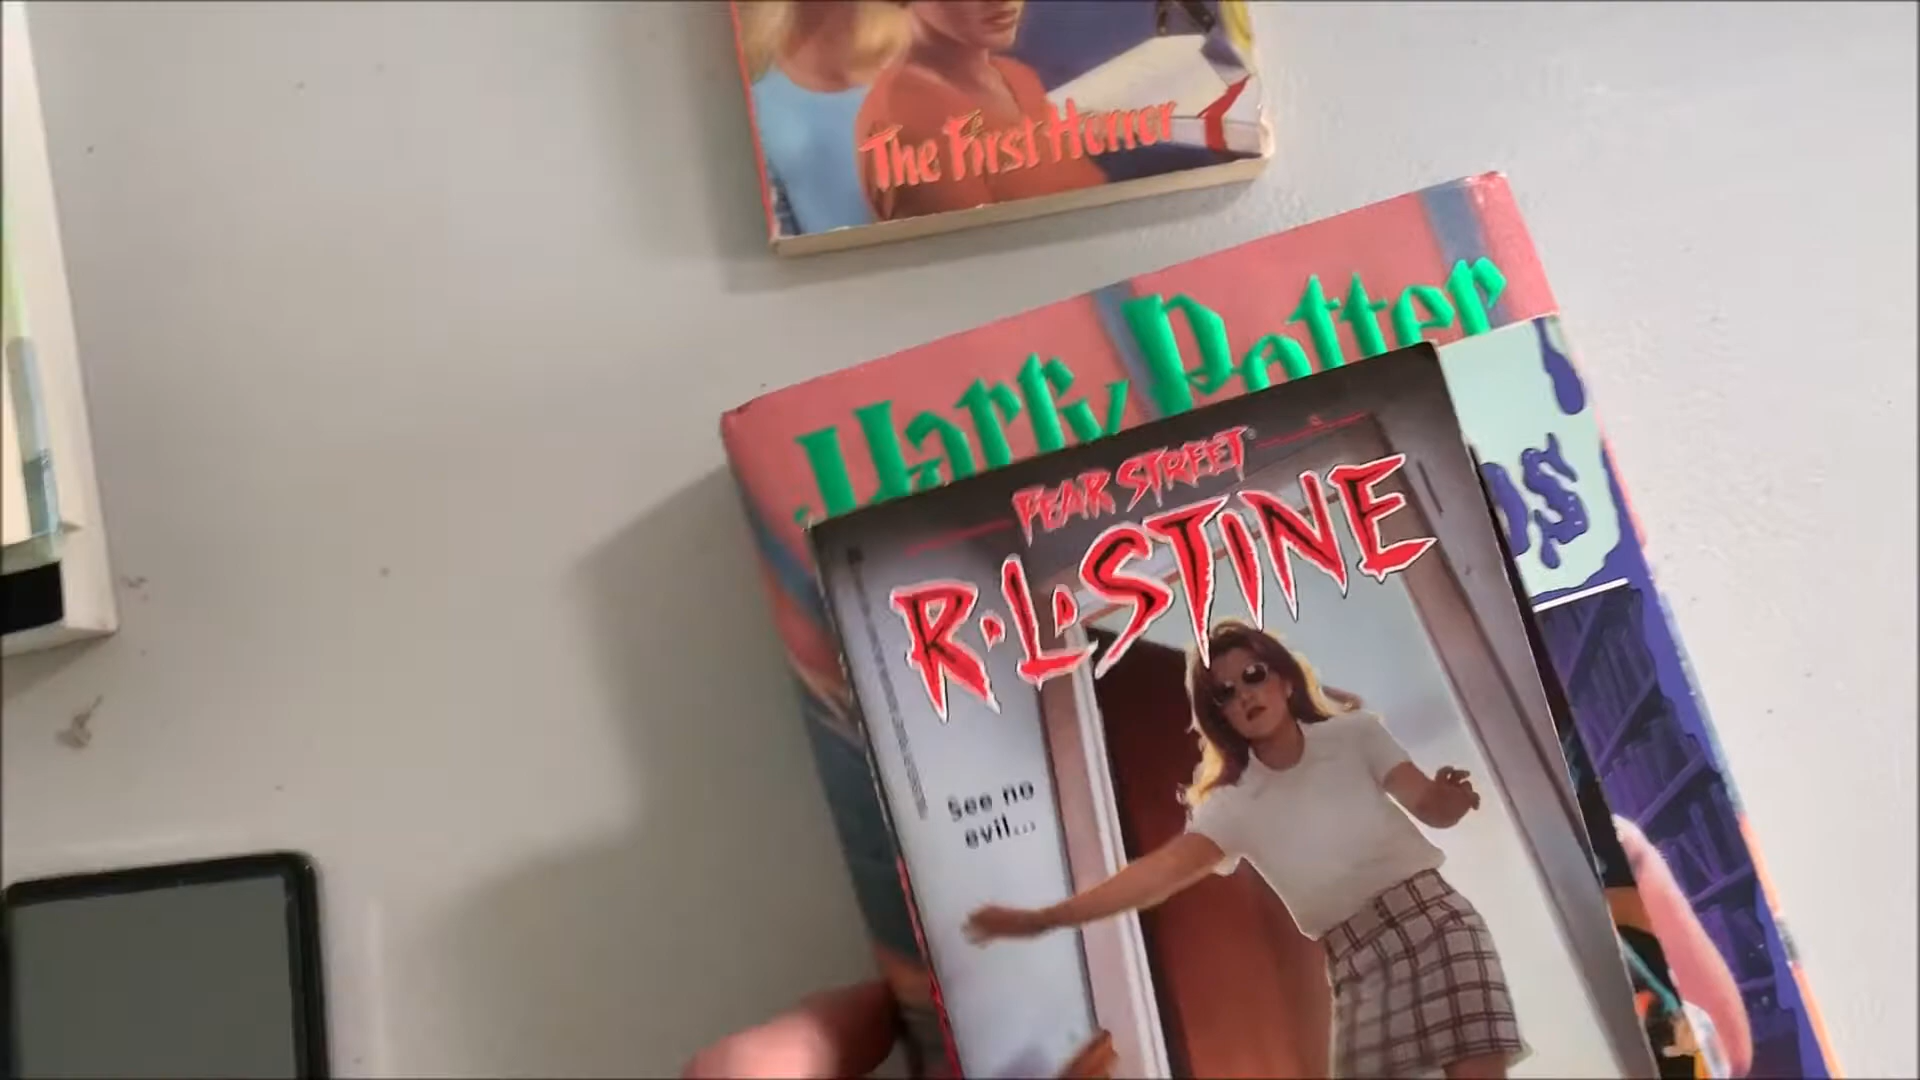 The First Horror
Harry Potter
FEAR STREET
R·L·STINE
See no
evil...